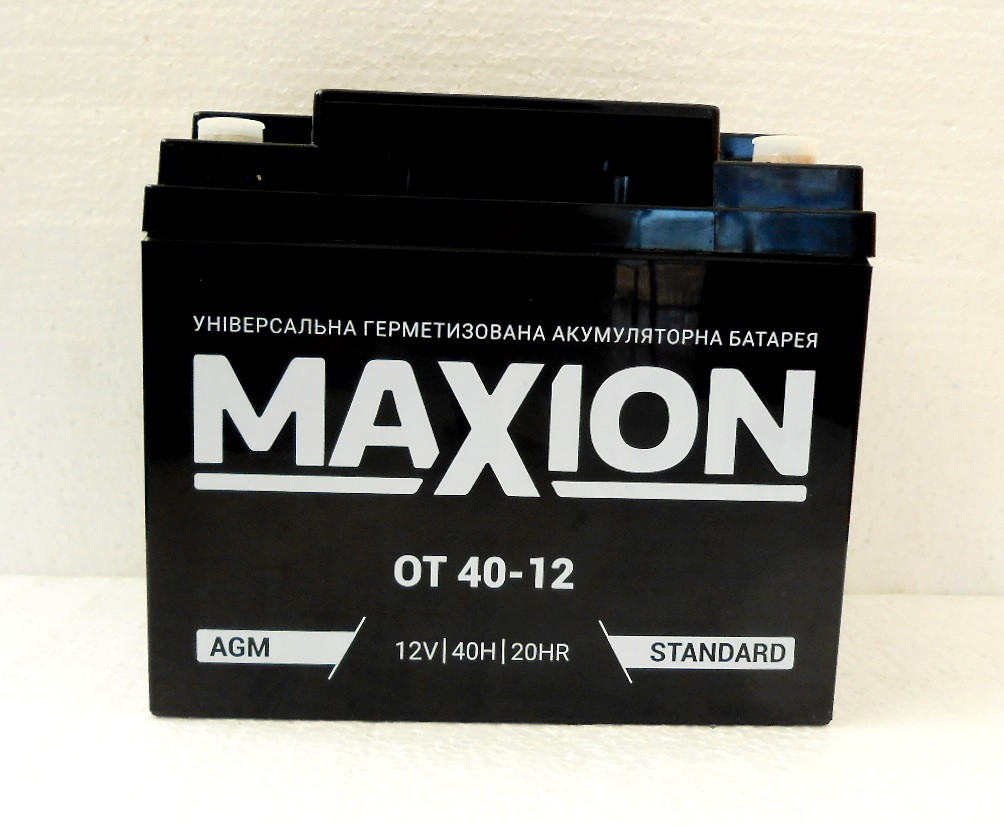 УНІВЕРСАЛЬНА ГЕРМЕТИЗОВАНА АКУМУЛЯТОРНА БАТАРЕЯ
MAXION
OT 40-12
AGM
12V|40H|20HR
STANDARD